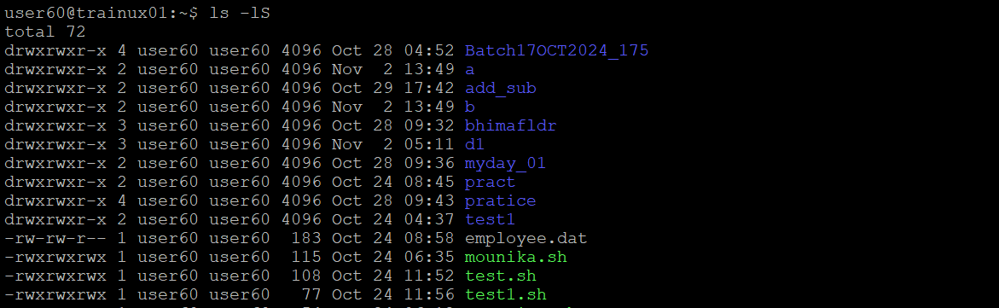 user60@trainux01:~$ ls -lS
total 72
drwxrwxr-x 4 user60 user60 4096 Oct 28 04:52 Batch17OCT2024_175
drwxrwxr-x 2 user60 user60 4096 Nov  2 13:49 a
drwxrwxr-x 2 user60 user60 4096 Oct 29 17:42 add_sub
drwxrwxr-x 2 user60 user60 4096 Nov  2 13:49 b
drwxrwxr-x 3 user60 user60 4096 Oct 28 09:32 bhimafldr
drwxrwxr-x 3 user60 user60 4096 Nov  2 05:11 d1
drwxrwxr-x 2 user60 user60 4096 Oct 28 09:36 myday_01
drwxrwxr-x 2 user60 user60 4096 Oct 24 08:45 pract
drwxrwxr-x 4 user60 user60 4096 Oct 28 09:43 pratice
drwxrwxr-x 2 user60 user60 4096 Oct 24 04:37 test1
-rw-rw-r-- 1 user60 user60  183 Oct 24 08:58 employee.dat
-rwxrwxrwx 1 user60 user60  115 Oct 24 06:35 mounika.sh
-rwxrwxrwx 1 user60 user60  108 Oct 24 11:52 test.sh
-rwxrwxrwx 1 user60 user60   77 Oct 24 11:56 test1.sh